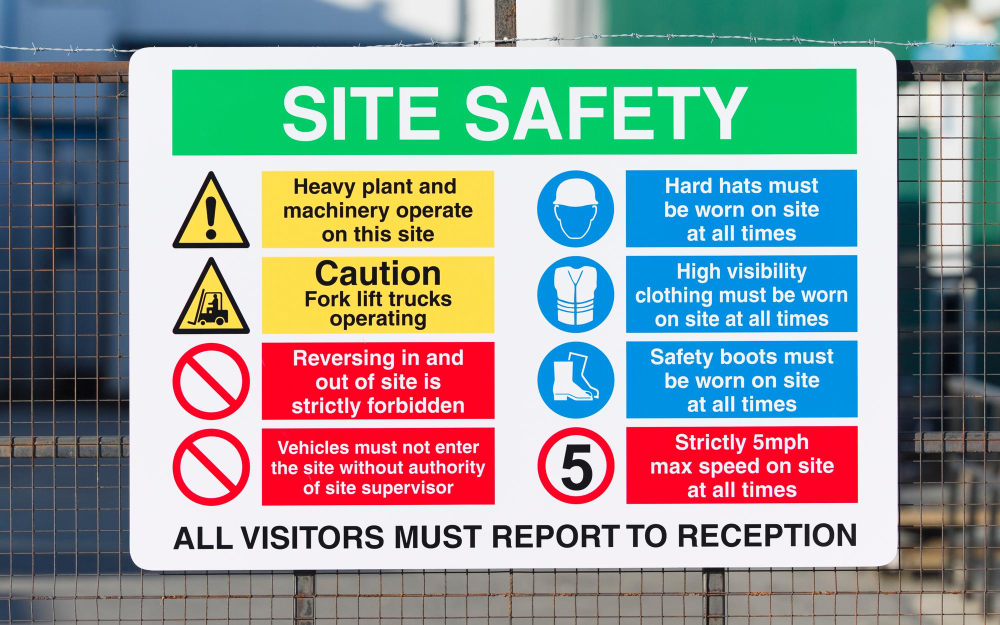 SITE SAFETY
Heavy plant and
machinery operate
on this site
Caution
Fork lift trucks
operating
Reversing in and
out of site is
strictly forbidden
Vehicles must not enter
the site without authority
of site supervisor
Hard hats must
be worn on site
at all times
High visibility
clothing must be worn
on site at all times
Safety boots must
be worn on site
at all times
5
Strictly 5mph
max speed on site
at all times
ALL VISITORS MUST REPORT TO RECEPTION